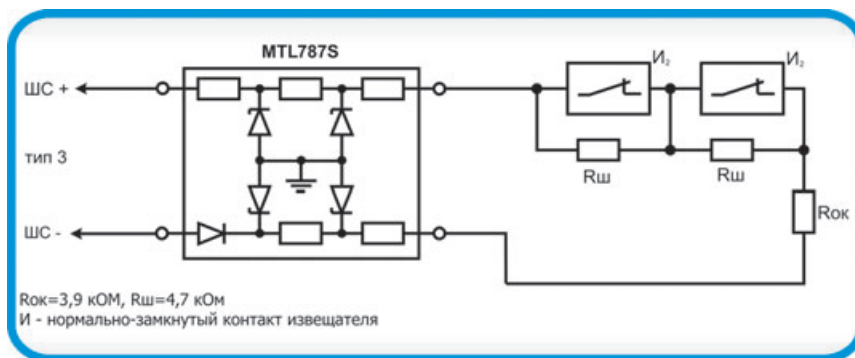 MTL787S
ШС +
тип 3
ШС -
И₂
И₂
Rш
Rш
Rок
Rок=3,9 кОМ, Rш=4,7 кОм
И - нормально-замкнутый контакт извещателя